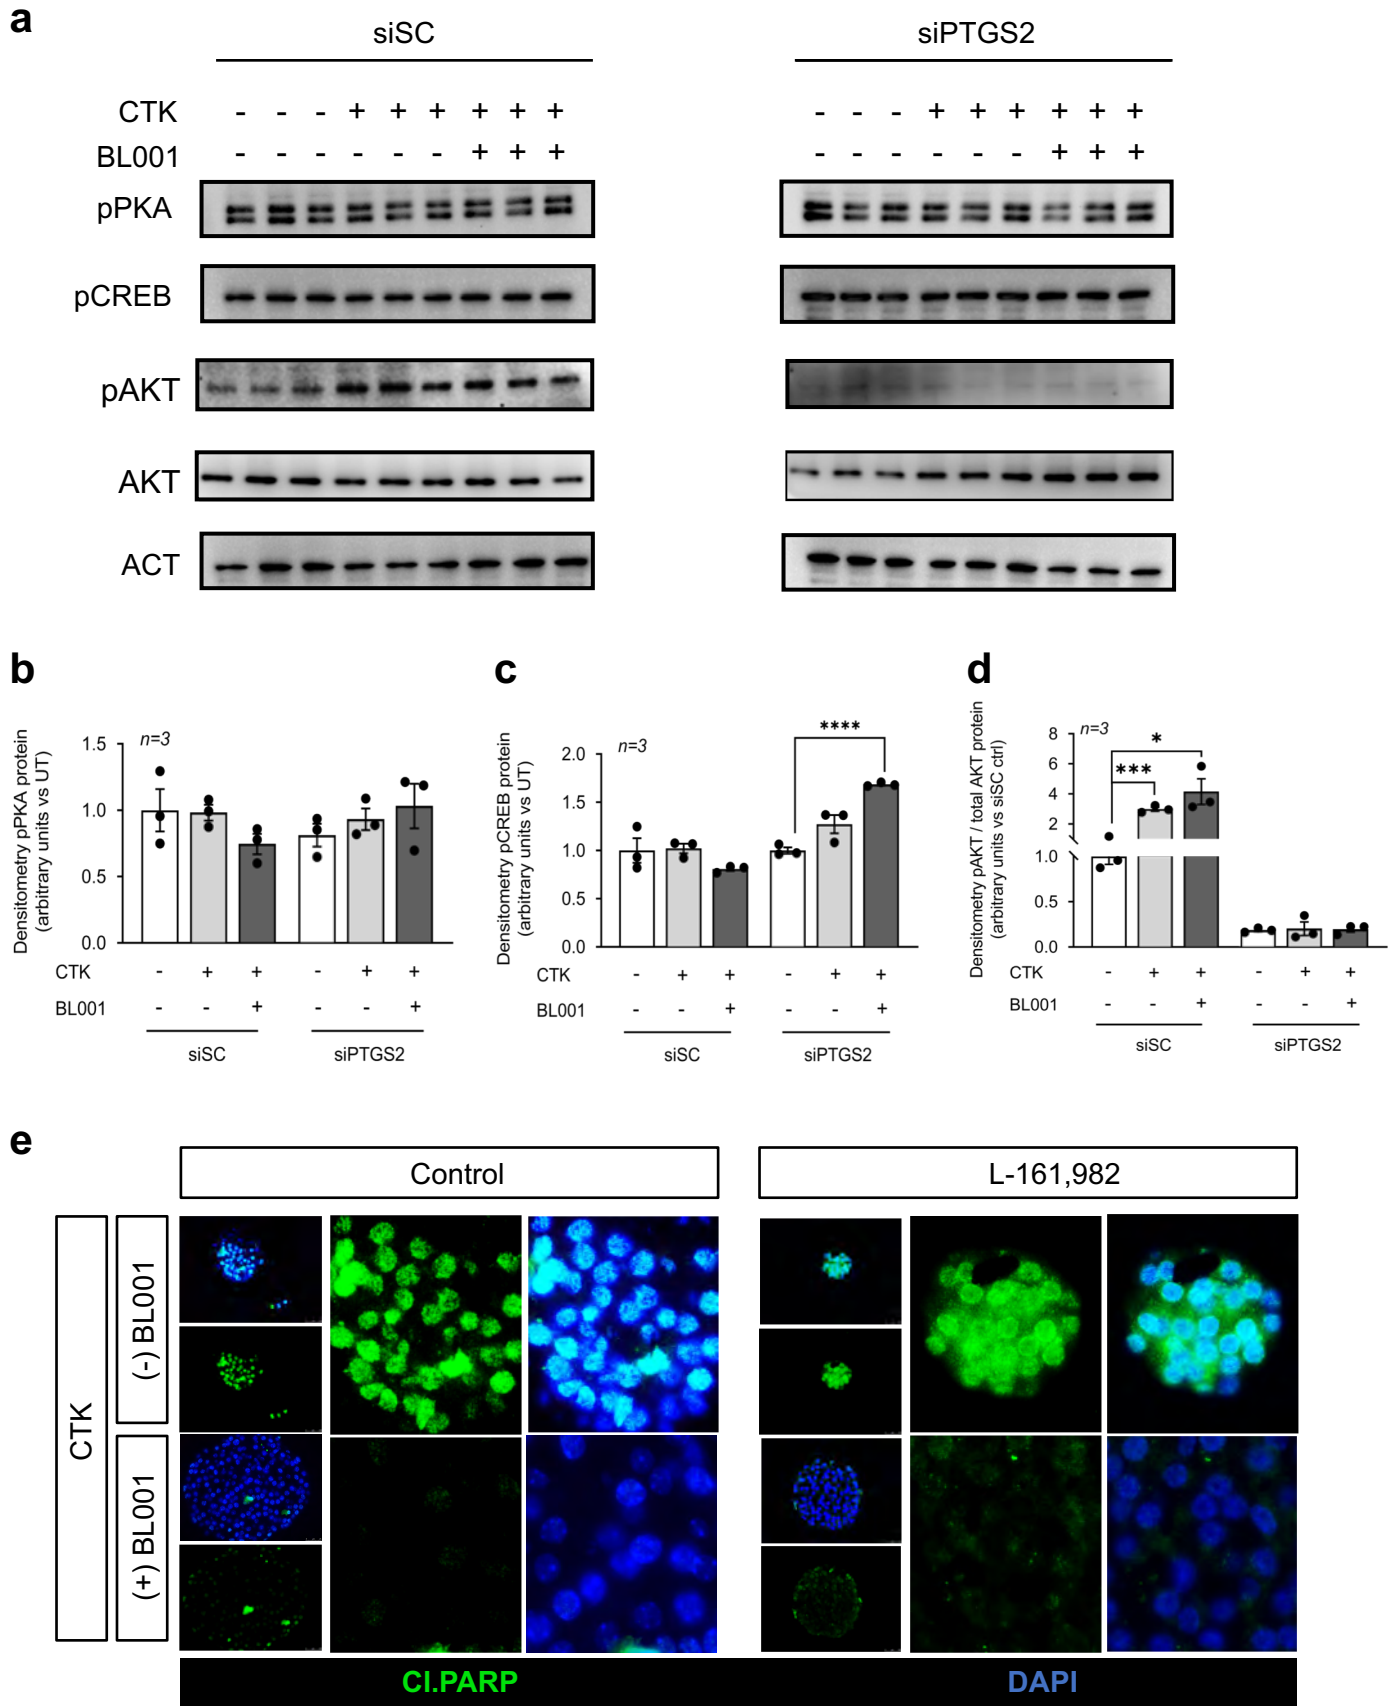 a
siSC
siPTGS2
CTK - - - + + + + + + - - - + + + + + +
BL001 - - - - - - + + + - - - - - - + + +
pPKA
pCREB
pAKT
AKT
ACT
b
c
d
Densitometry pPKA protein
(arbitrary units vs UT)
1.5
1.0
0.5
0.0
n=3
CTK - + + - + +
BL001 - - + - - +
siSC siPTGS2
Densitometry pCREB protein
(arbitrary units vs UT)
2.0
1.5
1.0
0.5
0.0
n=3
****
CTK - + + - + +
BL001 - - + - - +
siSC siPTGS2
Densitometry pAKT / total AKT protein
(arbitrary units vs siSC ctrl)
8
6
4
2
1.0
0.5
0.0
n=3
*
***
CTK - + + - + +
BL001 - - + - - +
siSC siPTGS2
e
Control
L-161,982
CTK
(-) BL001
(+) BL001
Cl.PARP
DAPI